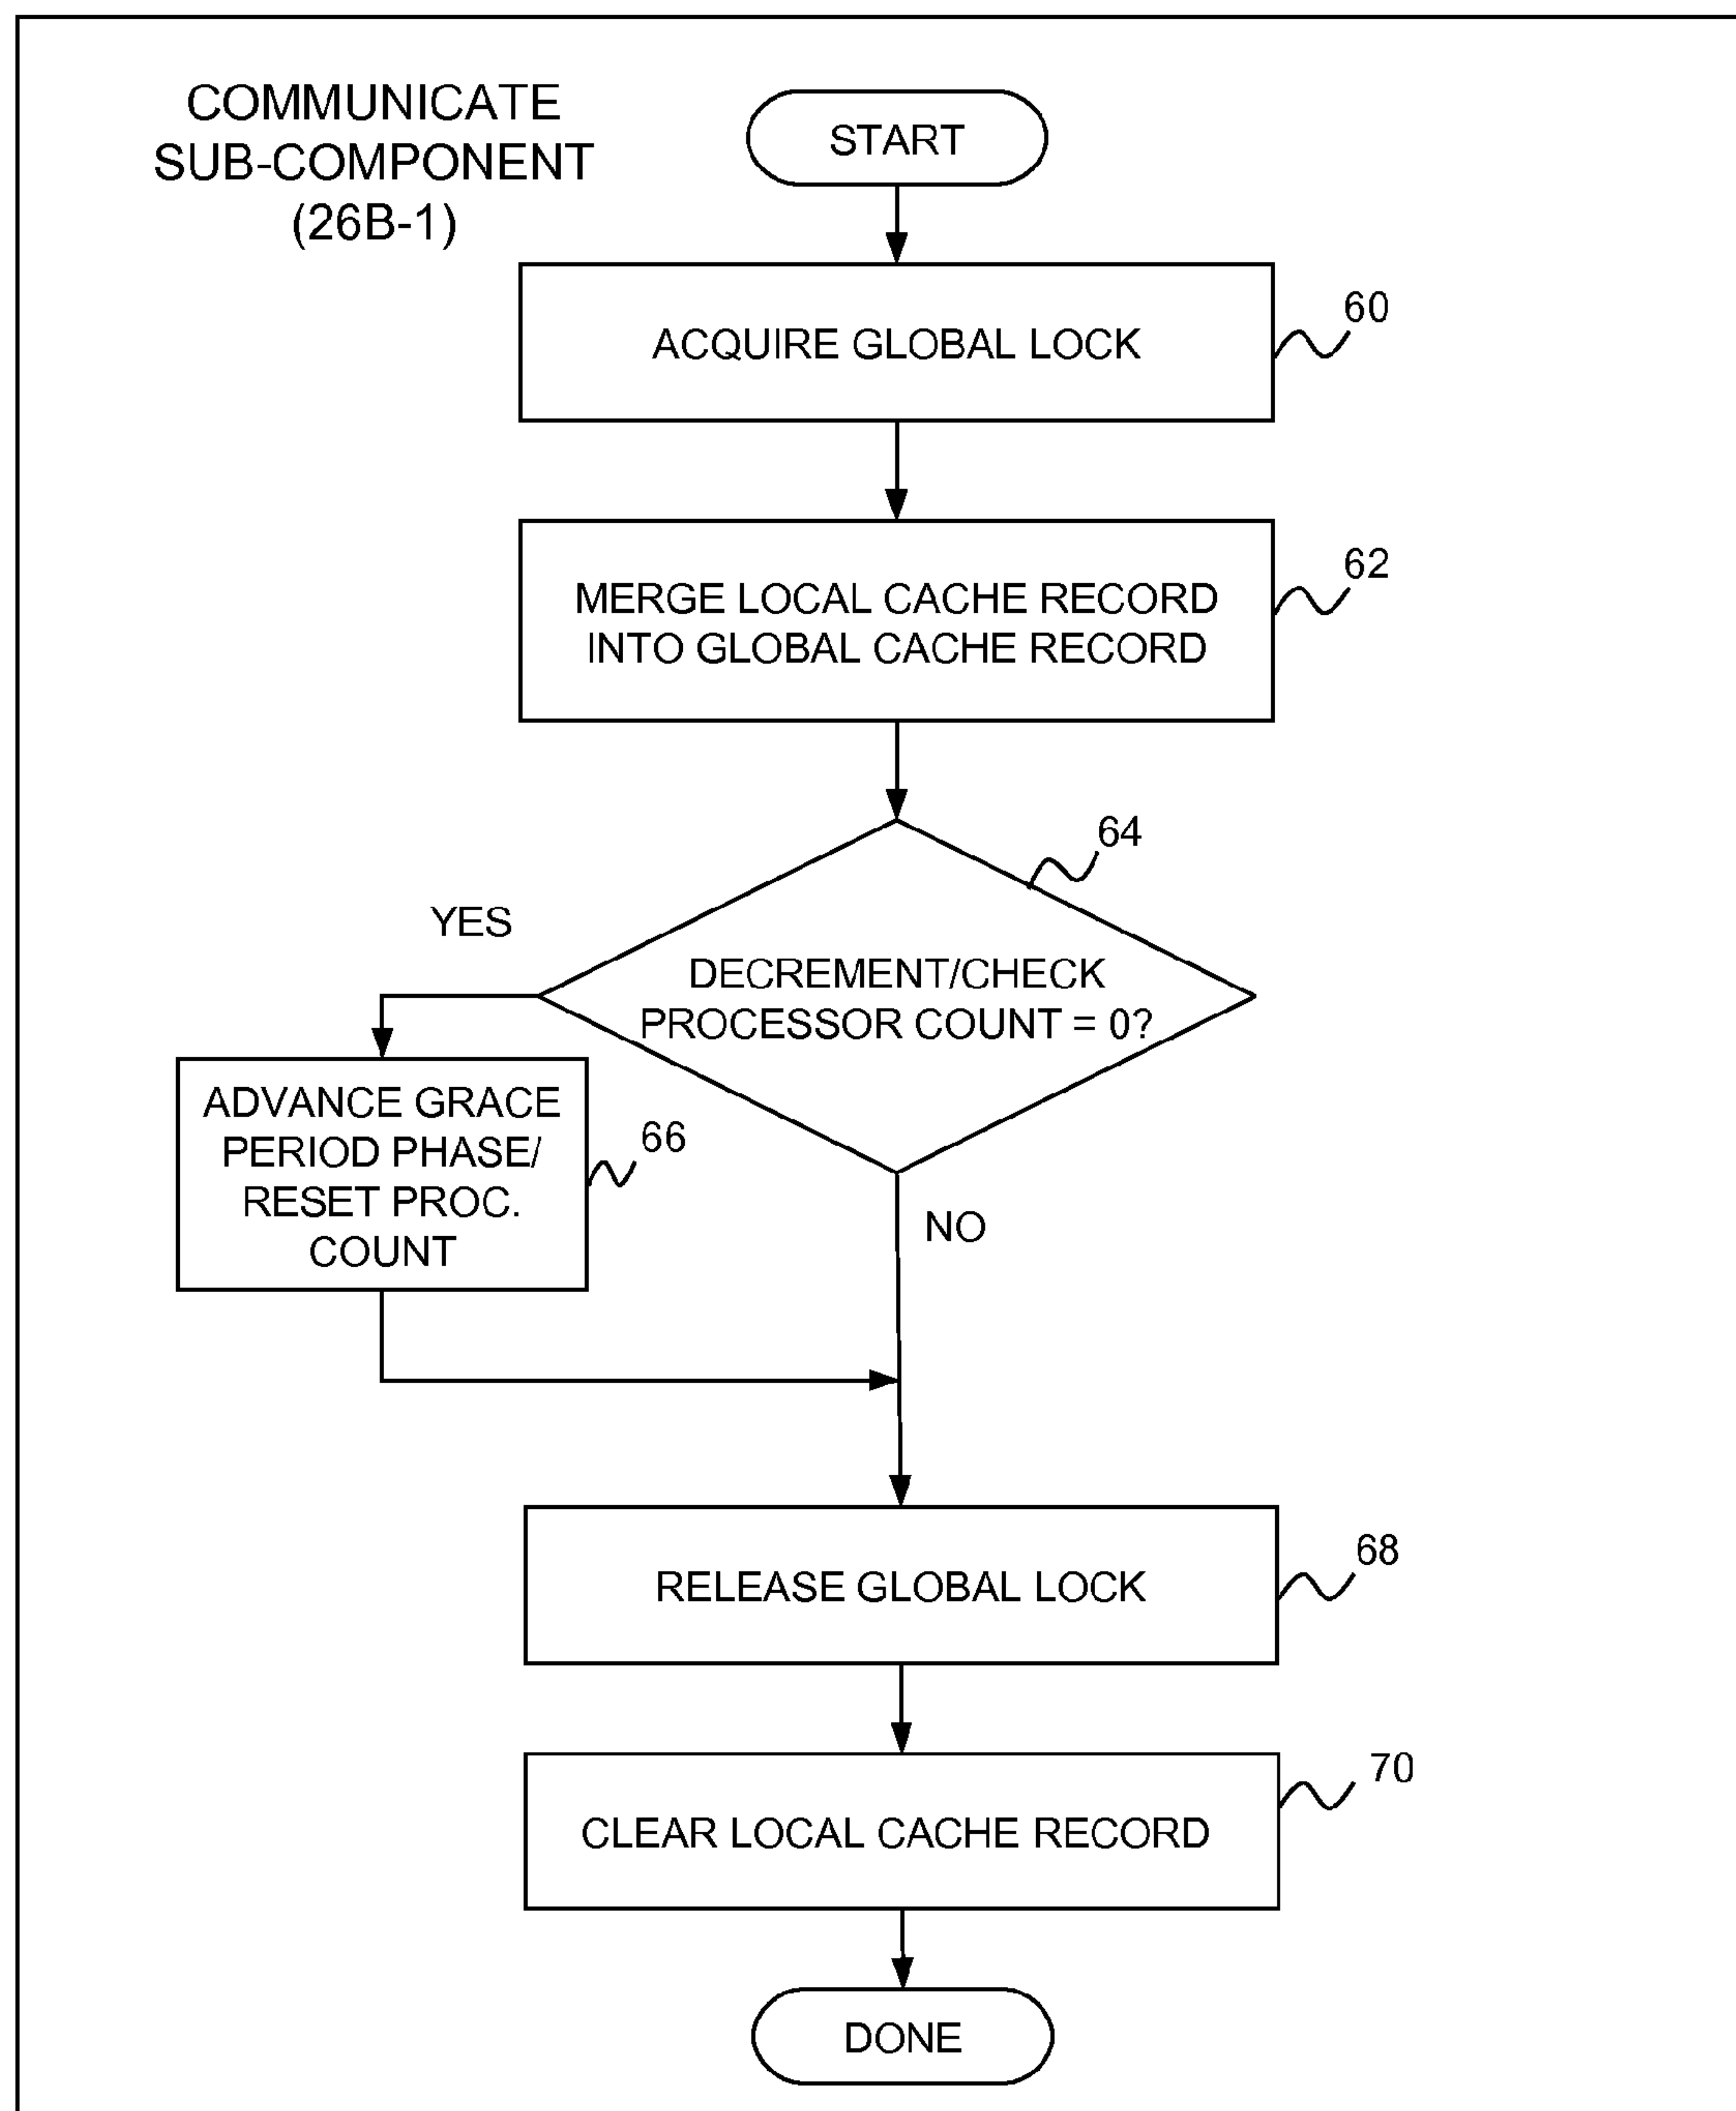 COMMUNICATE
SUB-COMPONENT
(26B-1)
START
ACQUIRE GLOBAL LOCK
60
MERGE LOCAL CACHE RECORD
INTO GLOBAL CACHE RECORD
62
64
DECREMENT/CHECK
PROCESSOR COUNT = 0?
YES
ADVANCE GRACE
PERIOD PHASE/
RESET PROC.
COUNT
66
NO
RELEASE GLOBAL LOCK
68
CLEAR LOCAL CACHE RECORD
70
DONE